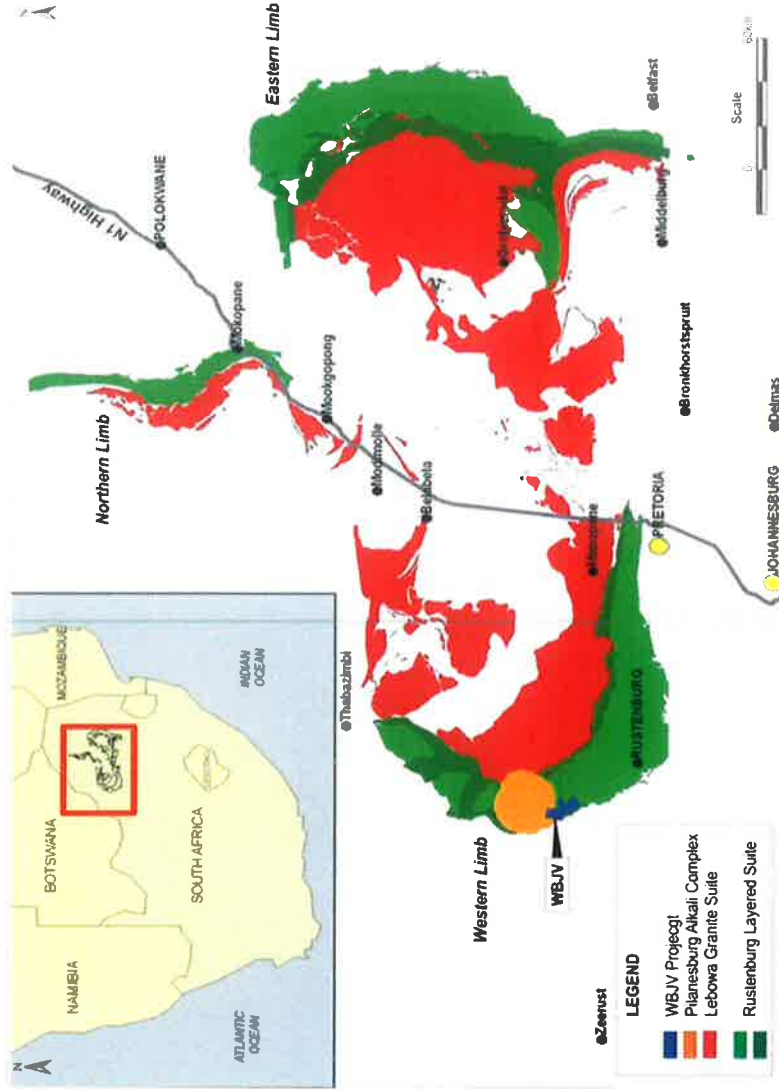 N
NAMIBIA
BOTSWANA
MOZAMBIQUE
SOUTH AFRICA
ATLANTIC
OCEAN
INDIAN
OCEAN
N1 Highway
POLOKWANE
Mokopane
Mookgopong
Modimolle
Belabela
Northern Limb
Eastern Limb
Thabazimbi
Western Limb
WBJV
RUSTENBURG
PRETORIA
JOHANNESBURG
Bronkhorstspruit
Delmas
Middelburg
Belfast
Zeerust
Scale
0
LEGEND
WBJV Projecgt
Pilanesburg Alkali Complex
Lebowa Granite Suite
Rustenburg Layered Suite